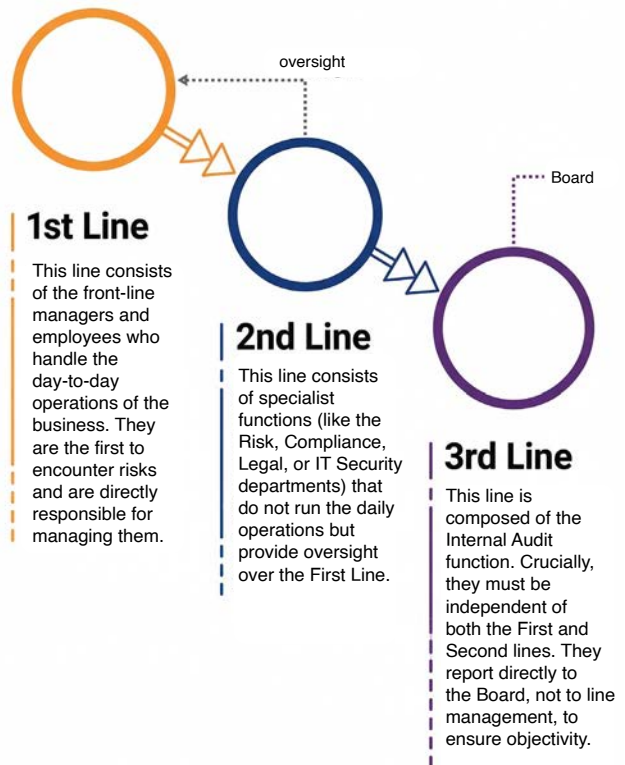 oversight
Board
1st Line
This line consists
of the front-line
managers and
employees who
handle the
day-to-day
operations of the
business. They
are the first to
encounter risks
and are directly
responsible for
managing them.
2nd Line
This line consists
of specialist
functions (like the
Risk, Compliance,
Legal, or IT Security
departments) that
do not run the daily
operations but
provide oversight
over the First Line.
3rd Line
This line is
composed of the
Internal Audit
function. Crucially,
they must be
independent of
both the First and
Second lines. They
report directly to
the Board, not to line
management, to
ensure objectivity.